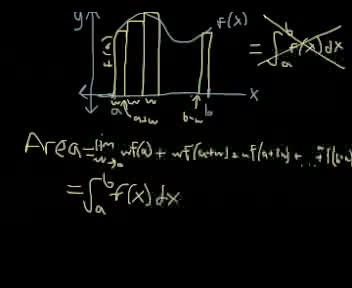 y
f(x)
= ∫ₐᵇ f(x) dx
f(a)
w w w
a a+w b-w b x
Area = lim w→0 wf(a) + wf(a+w) + wf(a+2w) + ...
= ∫ₐᵇ f(x) dx